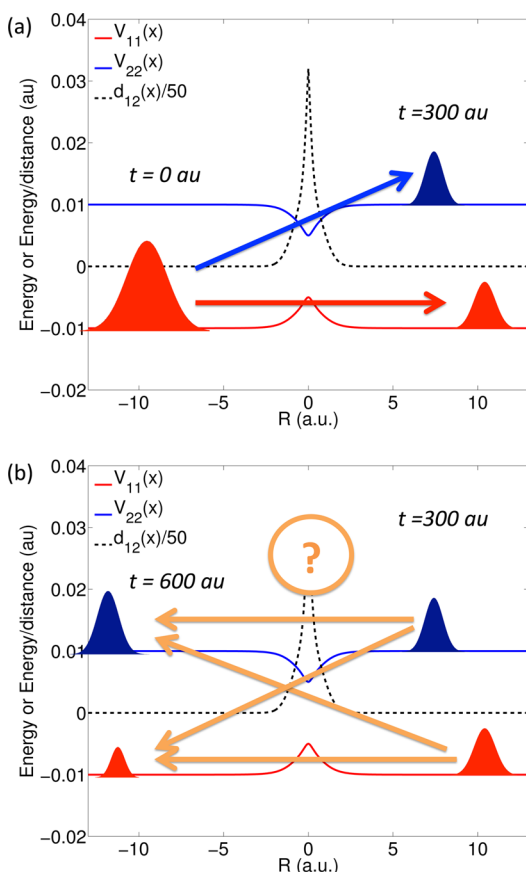 (a)
V11(x)
V22(x)
d12(x)/50
t = 0 au
t =300 au
Energy or Energy/distance (au)
0.04
0.03
0.02
0.01
0
−0.01
−0.02
−10
−5
0
5
10
R (a.u.)
(b)
V11(x)
V22(x)
d12(x)/50
?
t = 600 au
t =300 au
Energy or Energy/distance (au)
0.04
0.03
0.02
0.01
0
−0.01
−0.02
−10
−5
0
5
10
R (a.u.)